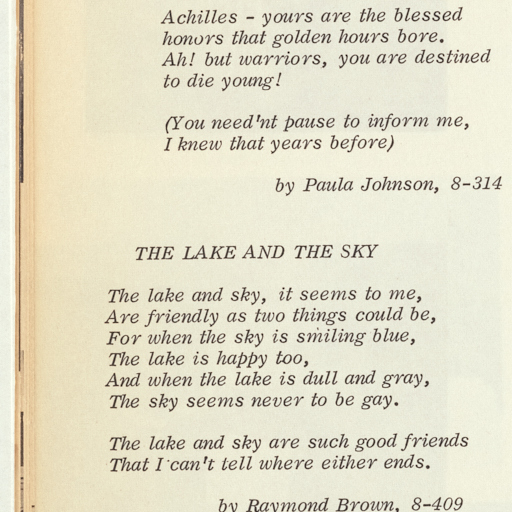 Achilles - yours are the blessed
honors that golden hours bore.
Ah! but warriors, you are destined
to die young!
(You need'nt pause to inform me,
I knew that years before)
by Paula Johnson, 8-314
THE LAKE AND THE SKY
The lake and sky, it seems to me,
Are friendly as two things could be,
For when the sky is smiling blue,
The lake is happy too,
And when the lake is dull and gray,
The sky seems never to be gay.
The lake and sky are such good friends
That I can't tell where either ends.
by Raymond Brown, 8-409